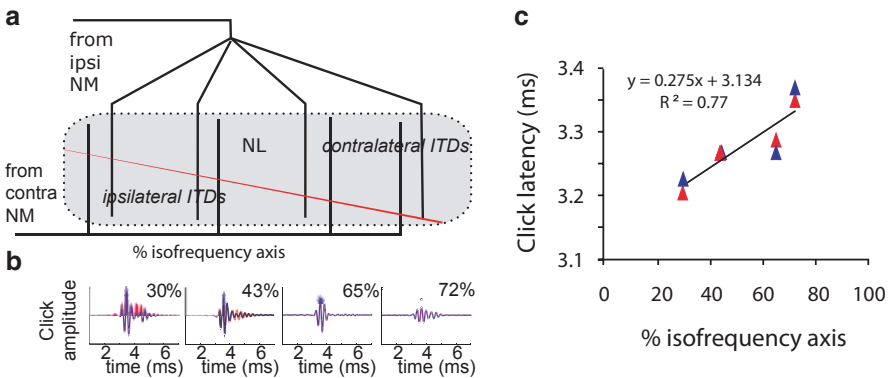 a
from
ipsi
NM
NL
contralateral ITDs
from
contra
NM
ipsilateral ITDs
% isofrequency axis
b
Click
amplitude
30%
43%
65%
72%
2 4 6
2 4 6
2 4 6
2 4 6
time (ms)
time (ms)
time (ms)
time (ms)
c
Click latency (ms)
3.4
3.3
3.2
3.1
y = 0.275x + 3.134
R² = 0.77
0 20 40 60 80 100
% isofrequency axis